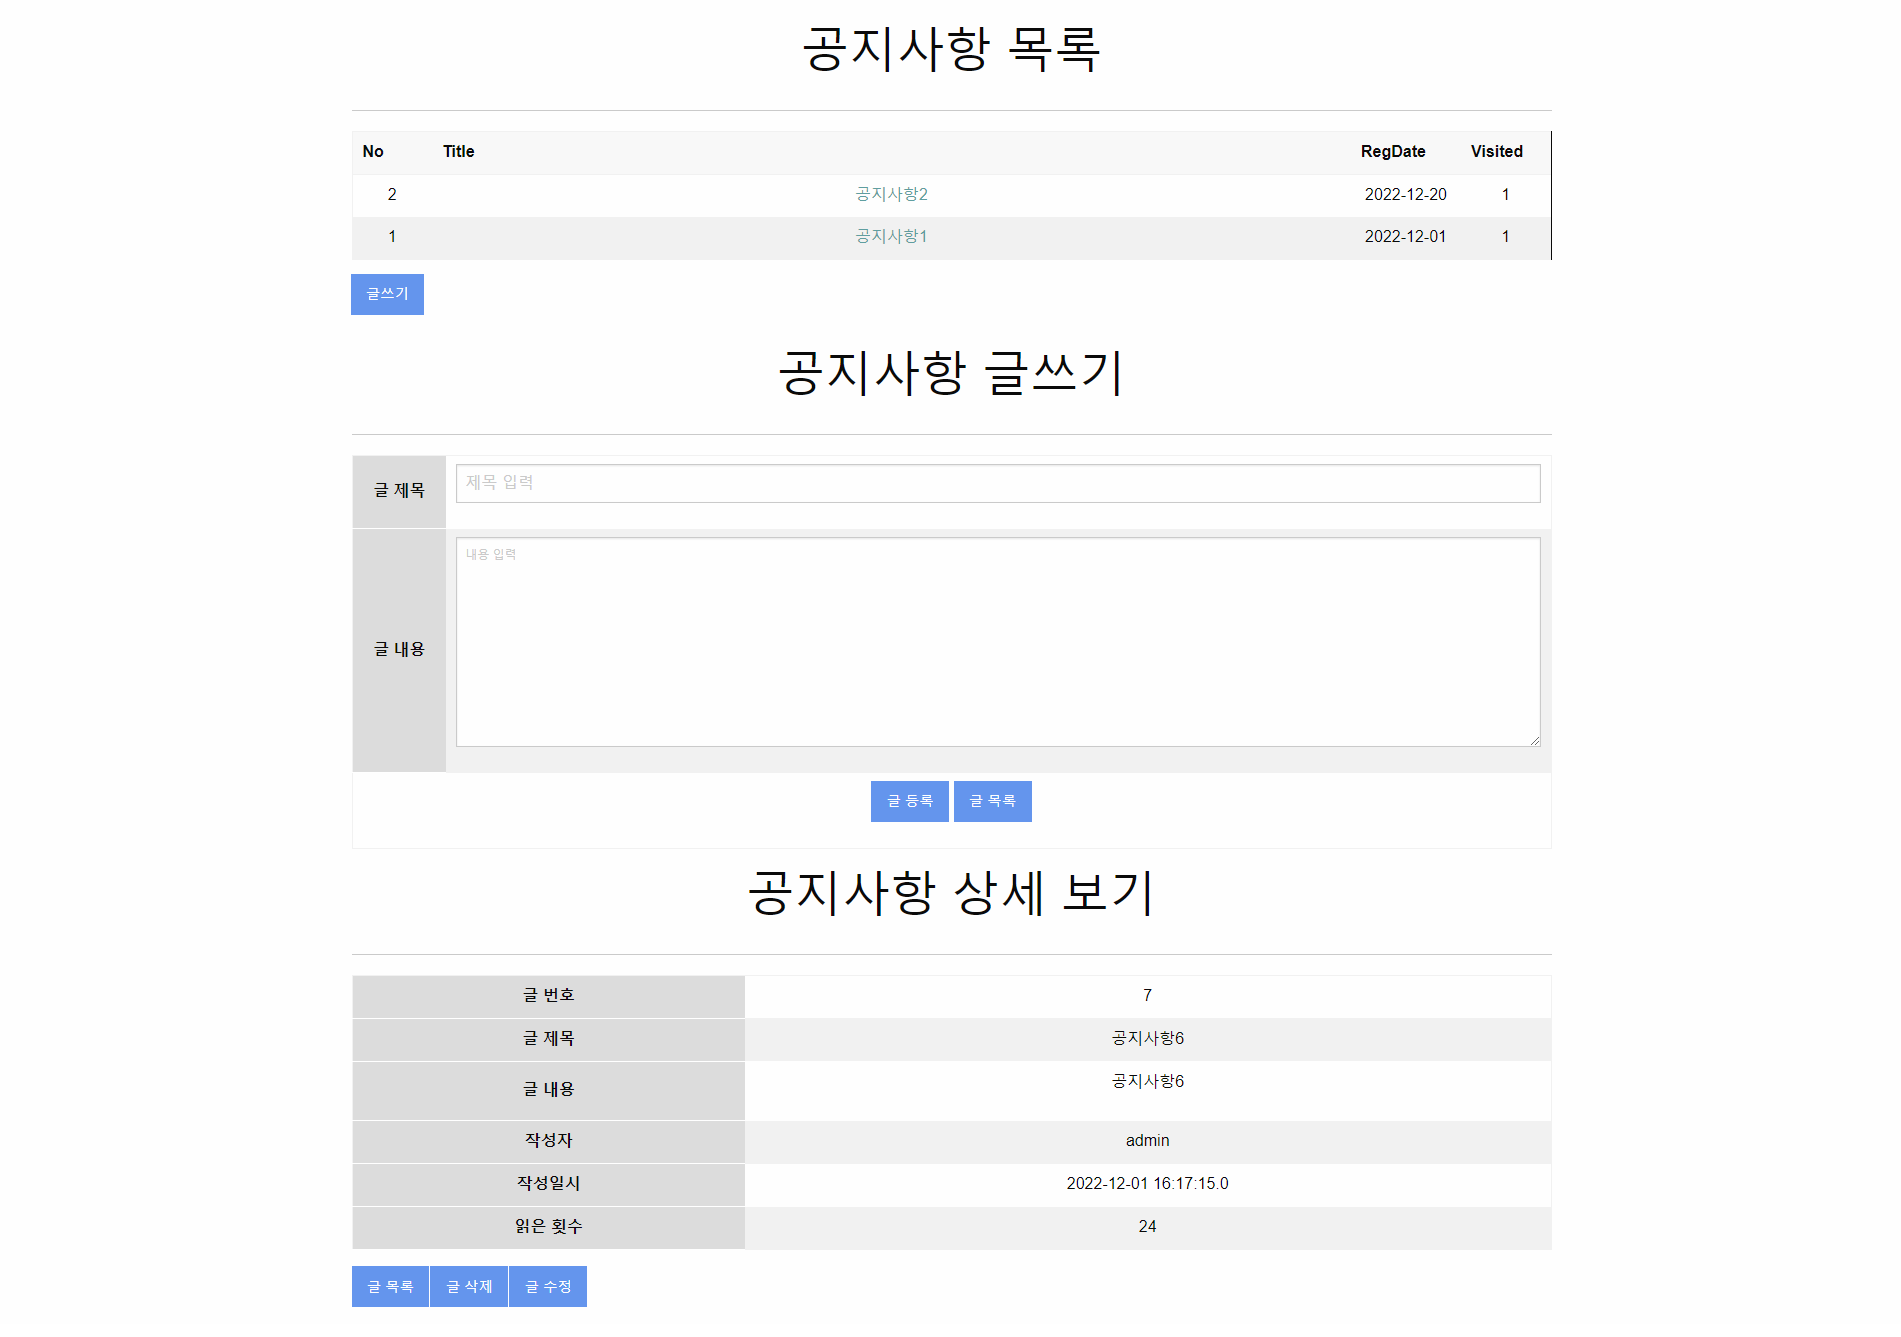 공지사항 목록
No Title RegDate Visited
2 공지사항2 2022-12-20 1
1 공지사항1 2022-12-01 1
글쓰기
공지사항 글쓰기
글 제목 제목 입력
글 내용 내용 입력
글 등록 글 목록
공지사항 상세 보기
글 번호 7
글 제목 공지사항6
글 내용 공지사항6
작성자 admin
작성일시 2022-12-01 16:17:15.0
읽은 횟수 24
글 목록 글 삭제 글 수정